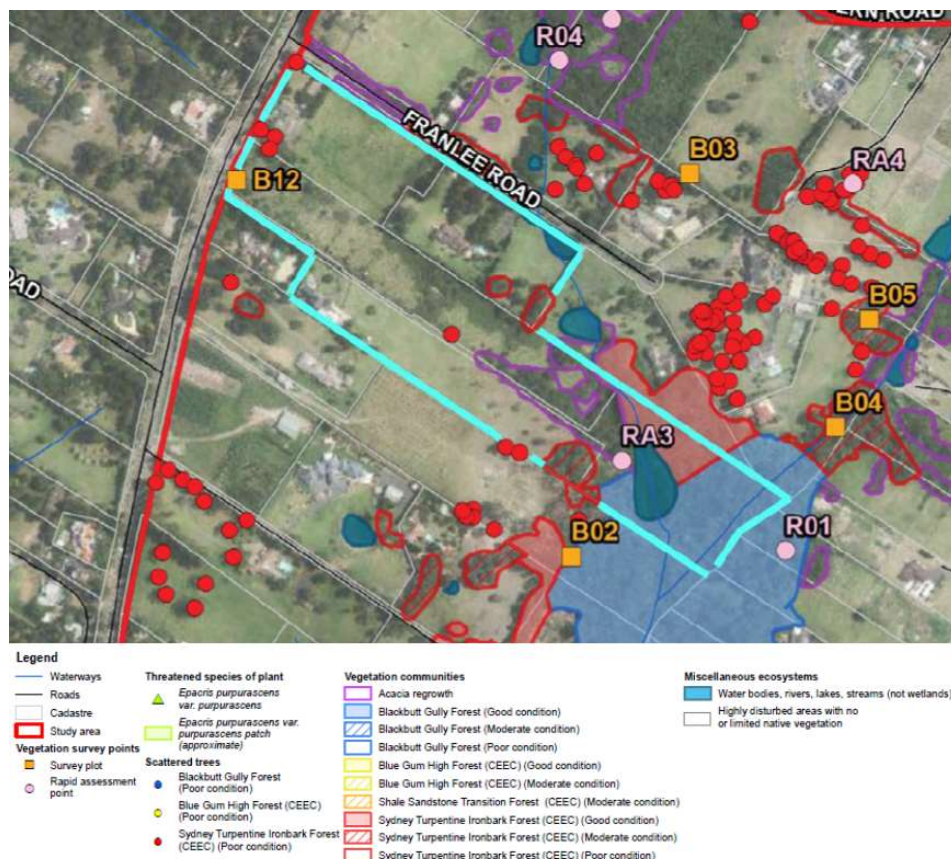 ERN ROAD
R04
FRANLEE ROAD
B03
RA4
B12
ROAD
B05
B04
RA3
B02
R01
Legend
Waterways
Roads
Cadastre
Study area
Vegetation survey points
Survey plot
Rapid assessment
point
Threatened species of plant
Epacris purpurascens
var. purpurascens
Epacris purpurascens var.
purpurascens patch
(approximate)
Scattered trees
Blackbutt Gully Forest
(Poor condition)
Blue Gum High Forest (CEEC)
(Poor condition)
Sydney Turpentine Ironbark Forest
(CEEC) (Poor condition)
Vegetation communities
Acacia regrowth
Blackbutt Gully Forest (Good condition)
Blackbutt Gully Forest (Moderate condition)
Blackbutt Gully Forest (Poor condition)
Blue Gum High Forest (CEEC) (Good condition)
Blue Gum High Forest (CEEC) (Moderate condition)
Shale Sandstone Transition Forest (CEEC) (Moderate condition)
Sydney Turpentine Ironbark Forest (CEEC) (Good condition)
Sydney Turpentine Ironbark Forest (CEEC) (Moderate condition)
Sydney Turpentine Ironbark Forest (CEEC) (Poor condition)
Miscellaneous ecosystems
Water bodies, rivers, lakes, streams (not wetlands)
Highly disturbed areas with no
or limited native vegetation